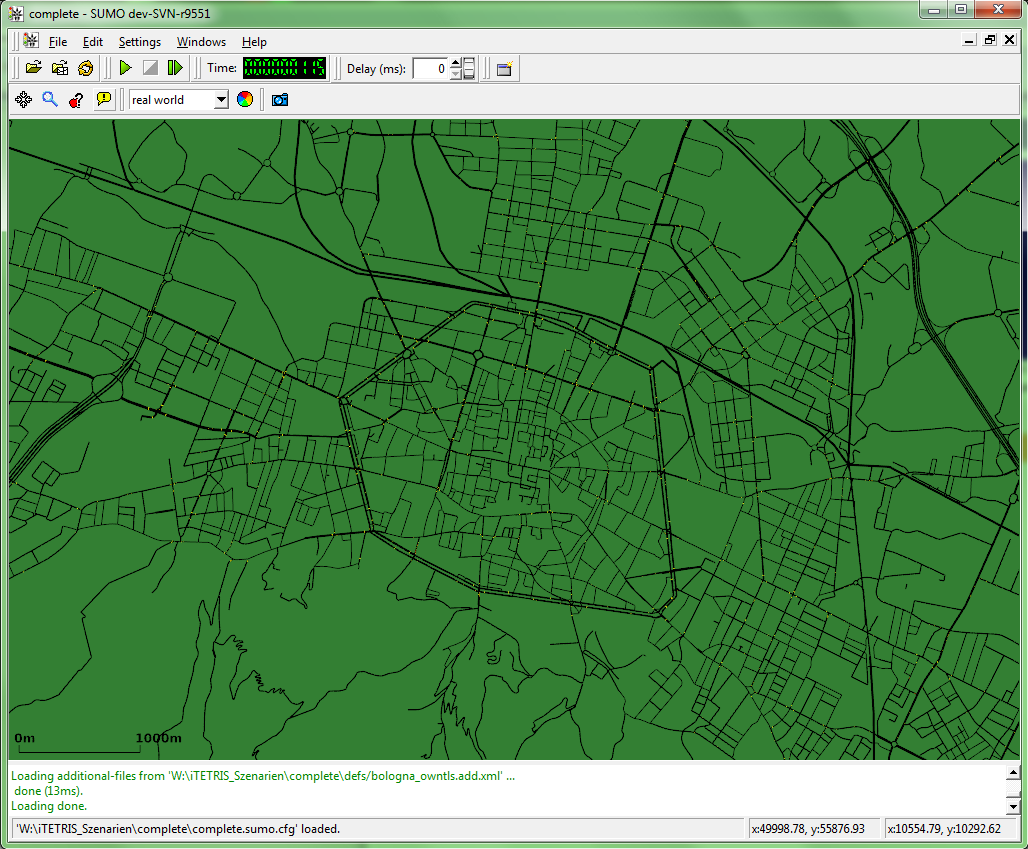 complete - SUMO dev-SVN-r9551
File Edit Settings Windows Help
Time: 00000000115 Delay (ms): 0
real world
0m 1000m
Loading additional-files from 'W:\iTETRIS_Szenarien\complete\defs/bologna_owntls.add.xml' ...
done (13ms).
Loading done.
'W:\iTETRIS_Szenarien\complete\complete.sumo.cfg' loaded. x:49998.78, y:55876.93 x:10554.79, y:10292.62